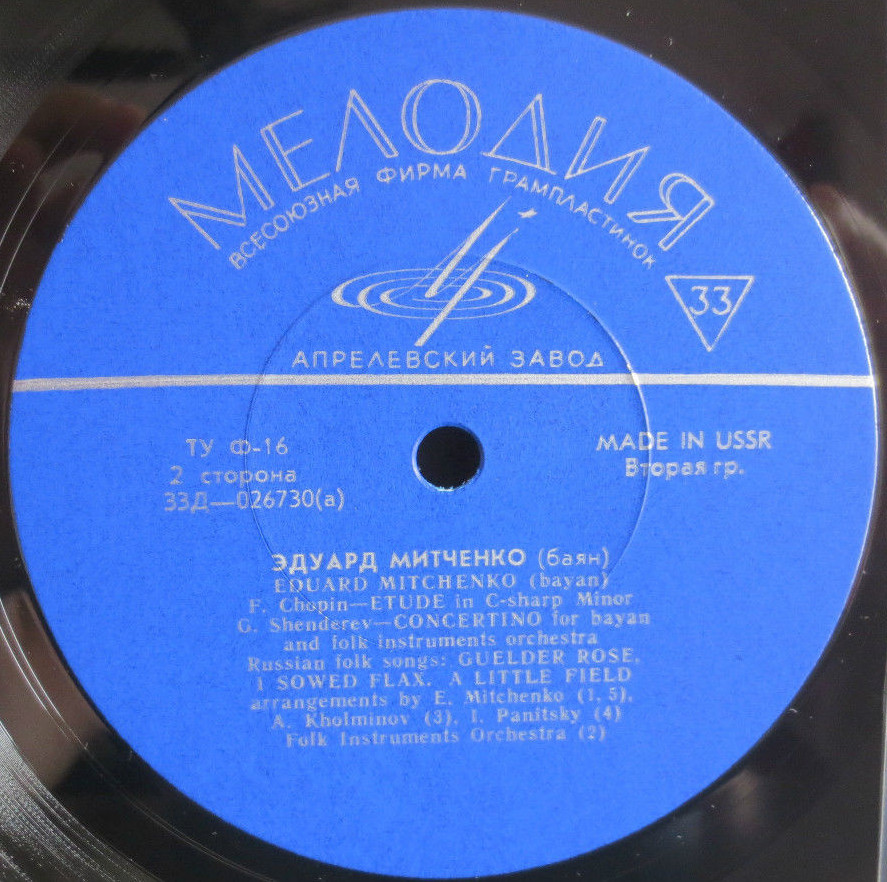 МЕЛОДИЯ
ВСЕСОЮЗНАЯ ФИРМА ГРАМПЛАСТИНОК
33
АПРЕЛЕВСКИЙ ЗАВОД
ТУ Ф-16
2 сторона
33Д—026730(а)
MADE IN USSR
Вторая гр.
ЭДУАРД МИТЧЕНКО (баян)
EDUARD MITCHENKO (bayan)
F. Chopin—ETUDE in C-sharp Minor
G. Shenderev—CONCERTINO for bayan
and folk instruments orchestra
Russian folk songs: GUELDER ROSE,
I SOWED FLAX, A LITTLE FIELD
arrangements by E. Mitchenko (1, 5),
A. Kholminov (3), I. Panitsky (4)
Folk Instruments Orchestra (2)